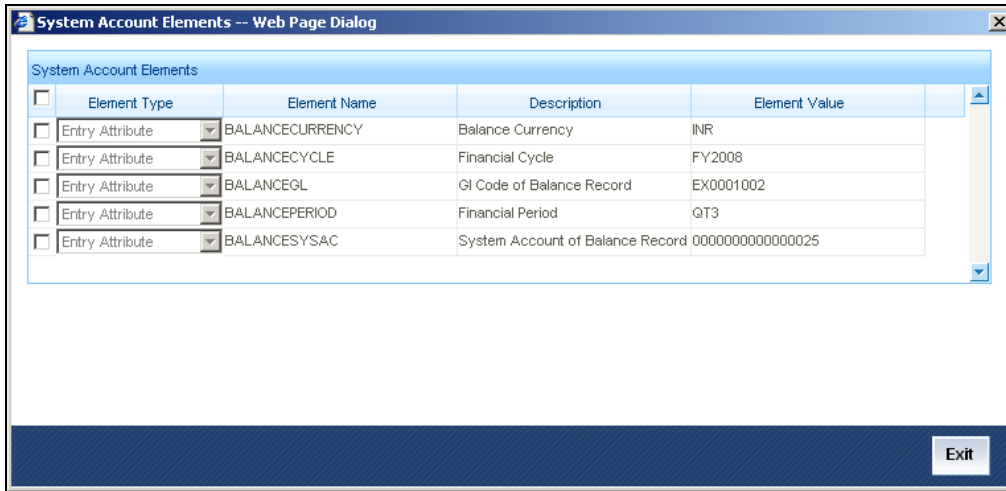 System Account Elements -- Web Page Dialog
System Account Elements
Element Type Element Name Description Element Value
Entry Attribute BALANCECURRENCY Balance Currency INR
Entry Attribute BALANCECYCLE Financial Cycle FY2008
Entry Attribute BALANCEGL Gl Code of Balance Record EX0001002
Entry Attribute BALANCEPERIOD Financial Period QT3
Entry Attribute BALANCESYSAC System Account of Balance Record 0000000000000025
Exit